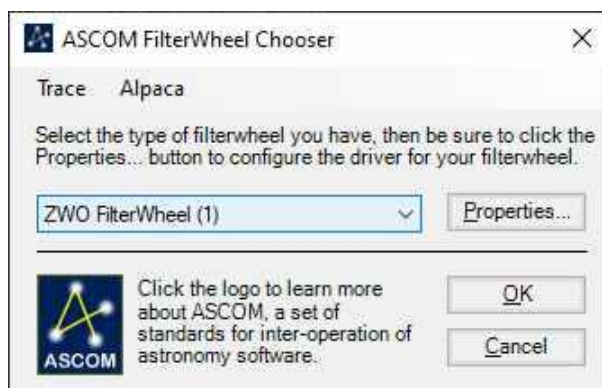 ASCOM FilterWheel Chooser
Trace Alpaca
Select the type of filterwheel you have, then be sure to click the
Properties... button to configure the driver for your filterwheel.
ZWO FilterWheel (1)
Properties...
Click the logo to learn more
about ASCOM, a set of
standards for inter-operation of
astronomy software.
ASCOM
OK
Cancel